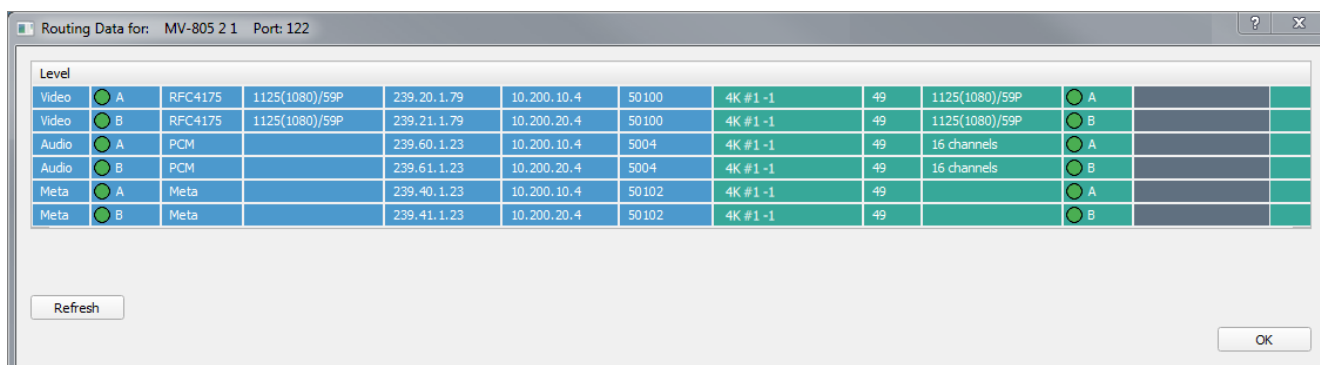 Routing Data for: MV-805 2 1 Port: 122 ? X
Level
Video A RFC4175 1125(1080)/59P 239.20.1.79 10.200.10.4 50100 4K #1 -1 49 1125(1080)/59P A
Video B RFC4175 1125(1080)/59P 239.21.1.79 10.200.20.4 50100 4K #1 -1 49 1125(1080)/59P B
Audio A PCM 239.60.1.23 10.200.10.4 5004 4K #1 -1 49 16 channels A
Audio B PCM 239.61.1.23 10.200.20.4 5004 4K #1 -1 49 16 channels B
Meta A Meta 239.40.1.23 10.200.10.4 50102 4K #1 -1 49 A
Meta B Meta 239.41.1.23 10.200.20.4 50102 4K #1 -1 49 B
Refresh
OK